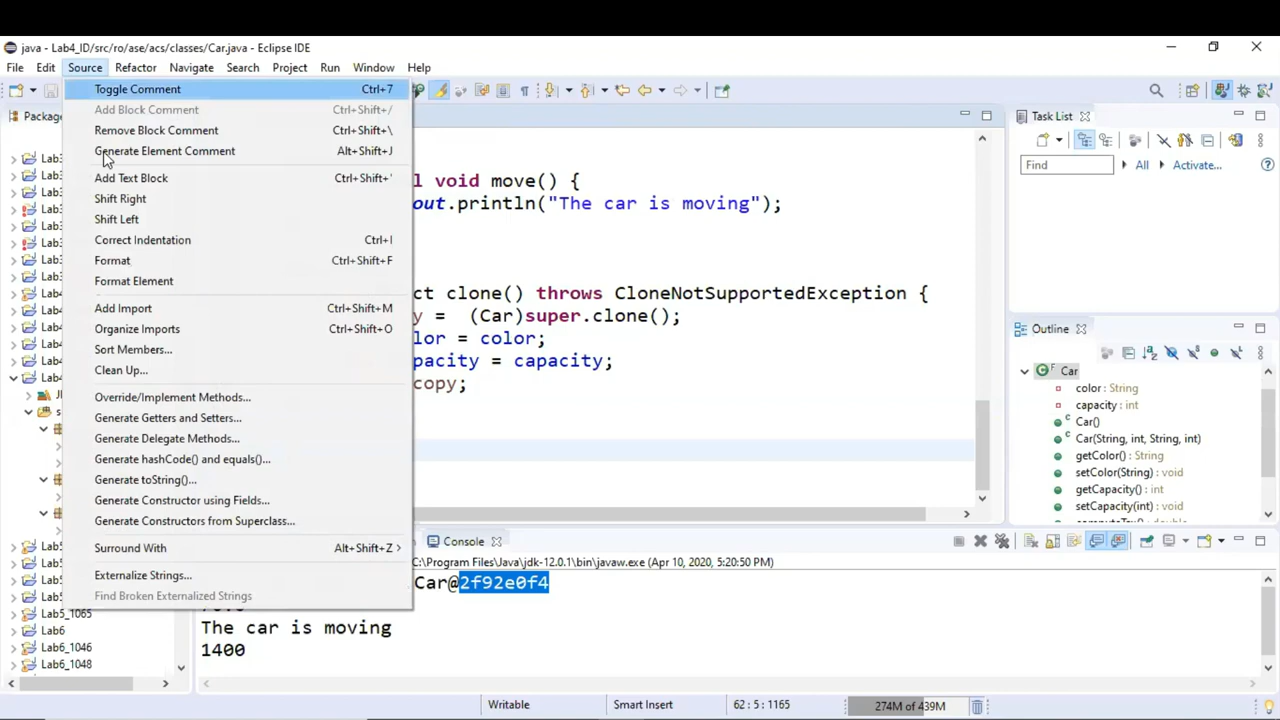 java - Lab4_ID/src/ro/ase/acs/classes/Car.java - Eclipse IDE
File Edit Source Refactor Navigate Search Project Run Window Help
Toggle Comment Ctrl+7
Add Block Comment Ctrl+Shift+/
Remove Block Comment Ctrl+Shift+\
Generate Element Comment Alt+Shift+J
Add Text Block Ctrl+Shift+'
Shift Right
Shift Left
Correct Indentation Ctrl+I
Format Ctrl+Shift+F
Format Element
Add Import Ctrl+Shift+M
Organize Imports Ctrl+Shift+O
Sort Members...
Clean Up...
Override/Implement Methods...
Generate Getters and Setters...
Generate Delegate Methods...
Generate hashCode() and equals()...
Generate toString()...
Generate Constructor using Fields...
Generate Constructors from Superclass...
Surround With Alt+Shift+Z >
Externalize Strings...
Find Broken Externalized Strings
Lab5_1065
Lab6
Lab6_1046
Lab6_1048
l void move() {
out.println("The car is moving");
ct clone() throws CloneNotSupportedException {
y = (Car)super.clone();
lor = color;
pacity = capacity;
copy;
Task List
Find All Activate...
Outline
Car
color : String
capacity : int
Car()
Car(String, int, String, int)
getColor() : String
setColor(String) : void
getCapacity() : int
setCapacity(int) : void
Console
C:\Program Files\Java\jdk-12.0.1\bin\javaw.exe (Apr 10, 2020, 5:20:50 PM)
Car@2f92e0f4
The car is moving
1400
Writable Smart Insert 62 : 5 : 1165 274M of 439M